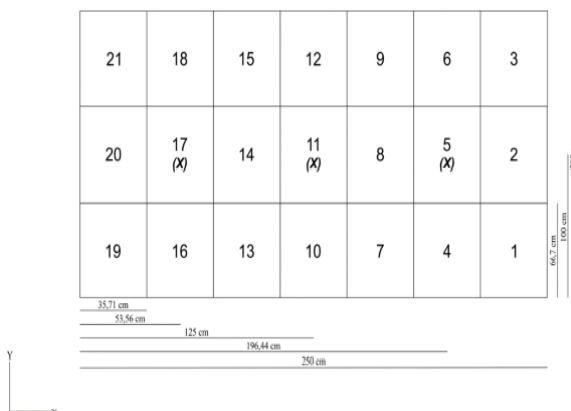 21 18 15 12 9 6 3
20 17 14 11 8 5 2
(X) (X) (X)
19 16 13 10 7 4 1
66,7 cm
100 cm
35,71 cm
53,56 cm
125 cm
196,44 cm
250 cm
Y